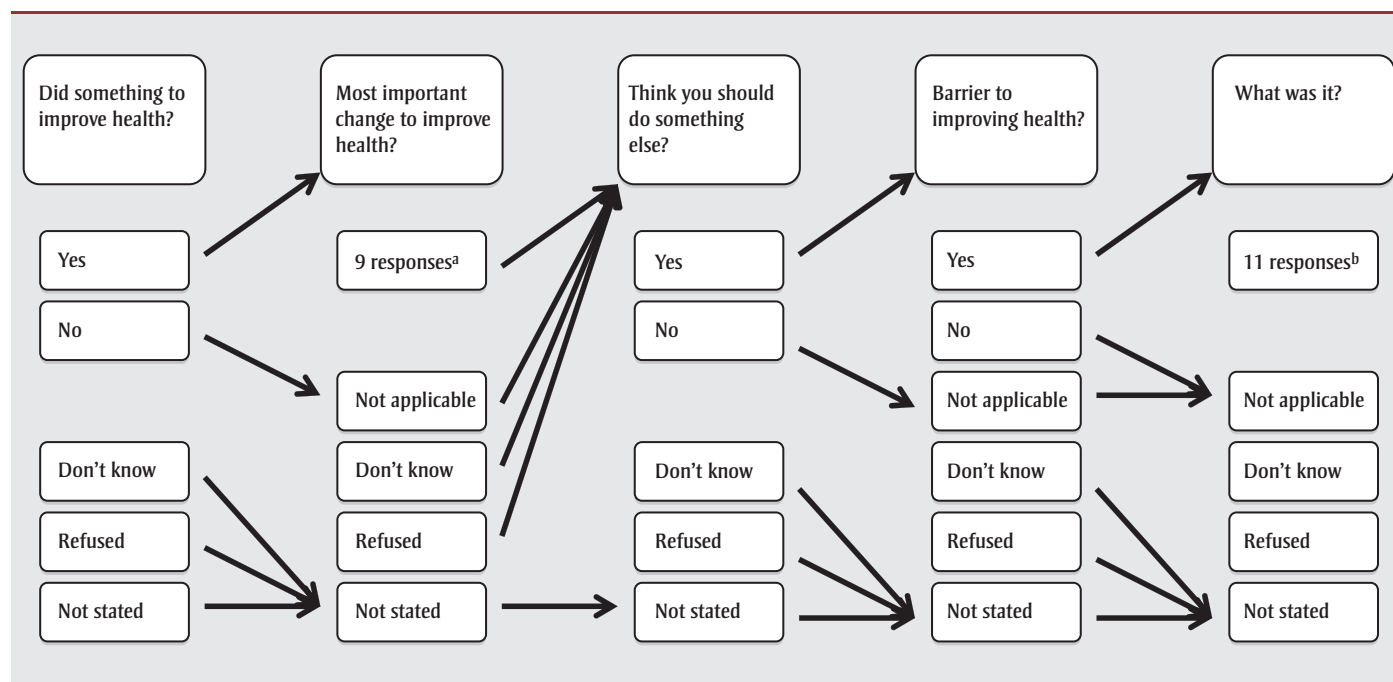 Did something to
improve health?
Most important
change to improve
health?
Think you should
do something
else?
Barrier to
improving health?
What was it?
Yes
9 responsesa
Yes
Yes
11 responsesb
No
No
No
Not applicable
Not applicable
Not applicable
Don't know
Don't know
Don't know
Don't know
Don't know
Refused
Refused
Refused
Refused
Refused
Not stated
Not stated
Not stated
Not stated
Not stated